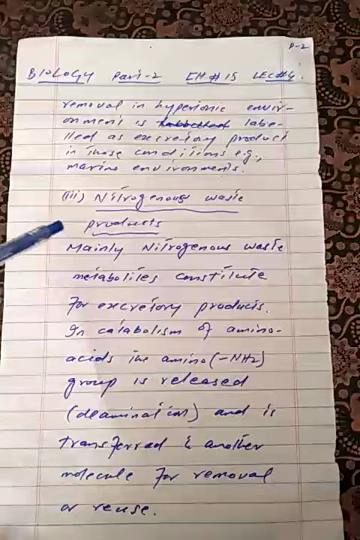 P-2
BIOLOGY Part-2 CH#15 LEC#4
removal in hypertonic envir-
onment is labe-
lled as excretory product
in those conditions e.g.,
marine environments.
(iii) Nitrogenous waste
products
Mainly Nitrogenous waste
metabolites constitute
for excretory products.
In catabolism of amino-
acids the amino (-NH2)
group is released
(deamination) and is
transferred to another
molecule for removal
or reuse.